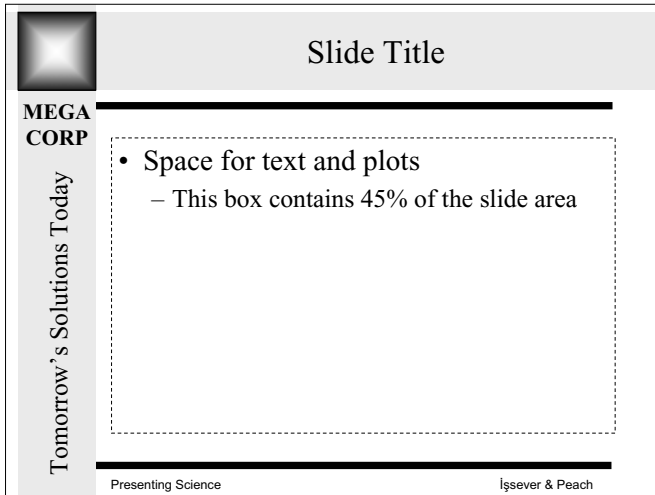 Slide Title
MEGA
CORP
Tomorrow’s Solutions Today
• Space for text and plots
– This box contains 45% of the slide area
Presenting Science
İşsever & Peach